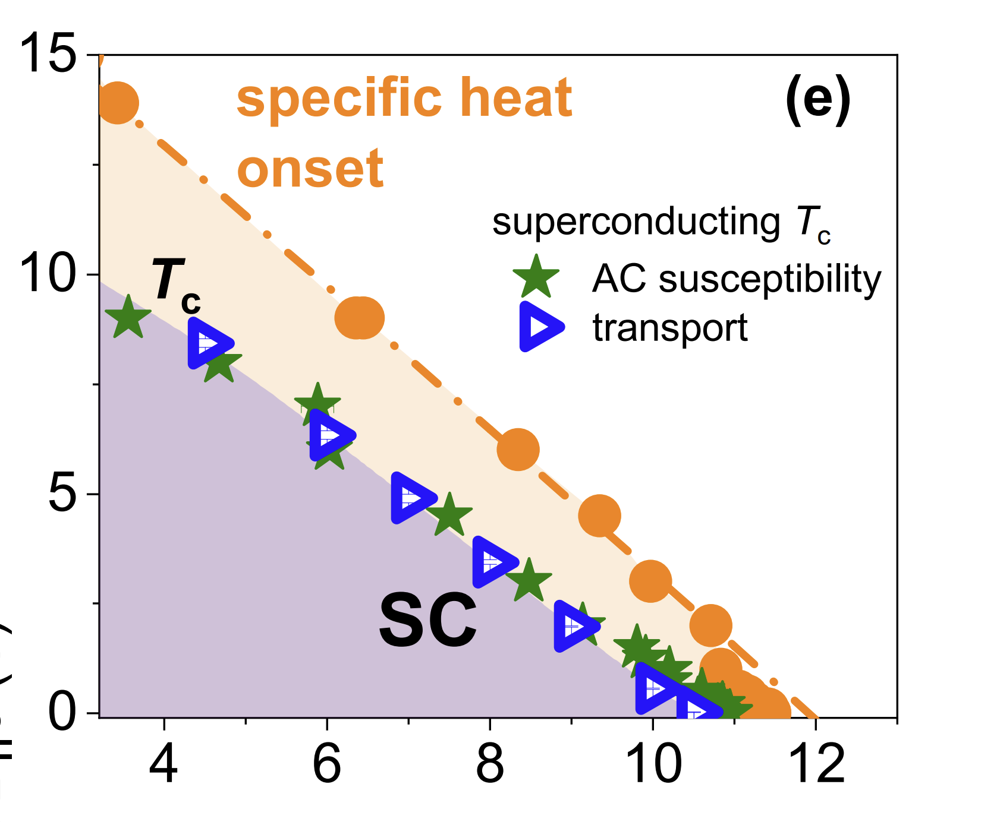 15
specific heat
onset
(e)
superconducting Tc
10
Tc
AC susceptibility
transport
5
SC
0
4 6 8 10 12